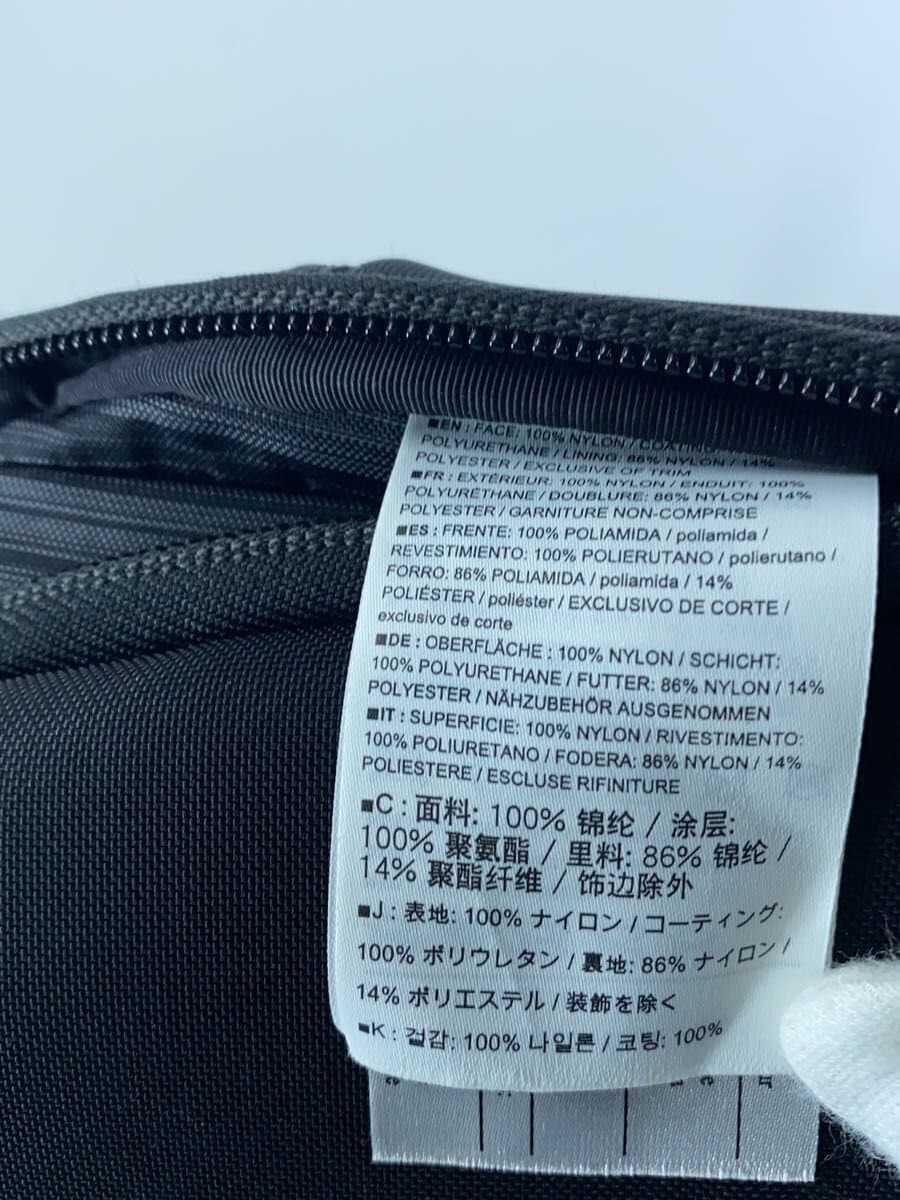 ■EN : FACE: 100% NYLON / COATING:
POLYURETHANE / LINING: 86% NYLON / 14%
POLYESTER / EXCLUSIVE OF TRIM
■FR : EXTÉRIEUR: 100% NYLON / ENDUIT: 100%
POLYURÉTHANE / DOUBLURE: 86% NYLON / 14%
POLYESTER / GARNITURE NON-COMPRISE
■ES : FRENTE: 100% POLIAMIDA / poliamida /
REVESTIMIENTO: 100% POLIERUTANO / polierutano /
FORRO: 86% POLIAMIDA / poliamida / 14%
POLIÉSTER / poliéster / EXCLUSIVO DE CORTE /
exclusivo de corte
■DE : OBERFLÄCHE : 100% NYLON / SCHICHT:
100% POLYURETHANE / FUTTER: 86% NYLON / 14%
POLYESTER / NÄHZUBEHÖR AUSGENOMMEN
■IT : SUPERFICIE: 100% NYLON / RIVESTIMENTO:
100% POLIURETANO / FODERA: 86% NYLON / 14%
POLIESTERE / ESCLUSE RIFINITURE
■C : 面料: 100% 锦纶 / 涂层:
100% 聚氨酯 / 里料: 86% 锦纶 /
14% 聚酯纤维 / 饰边除外
■J : 表地: 100% ナイロン / コーティング:
100% ポリウレタン / 裏地: 86% ナイロン /
14% ポリエステル / 装飾を除く
■K : 겉감: 100% 나일론 / 코팅: 100%